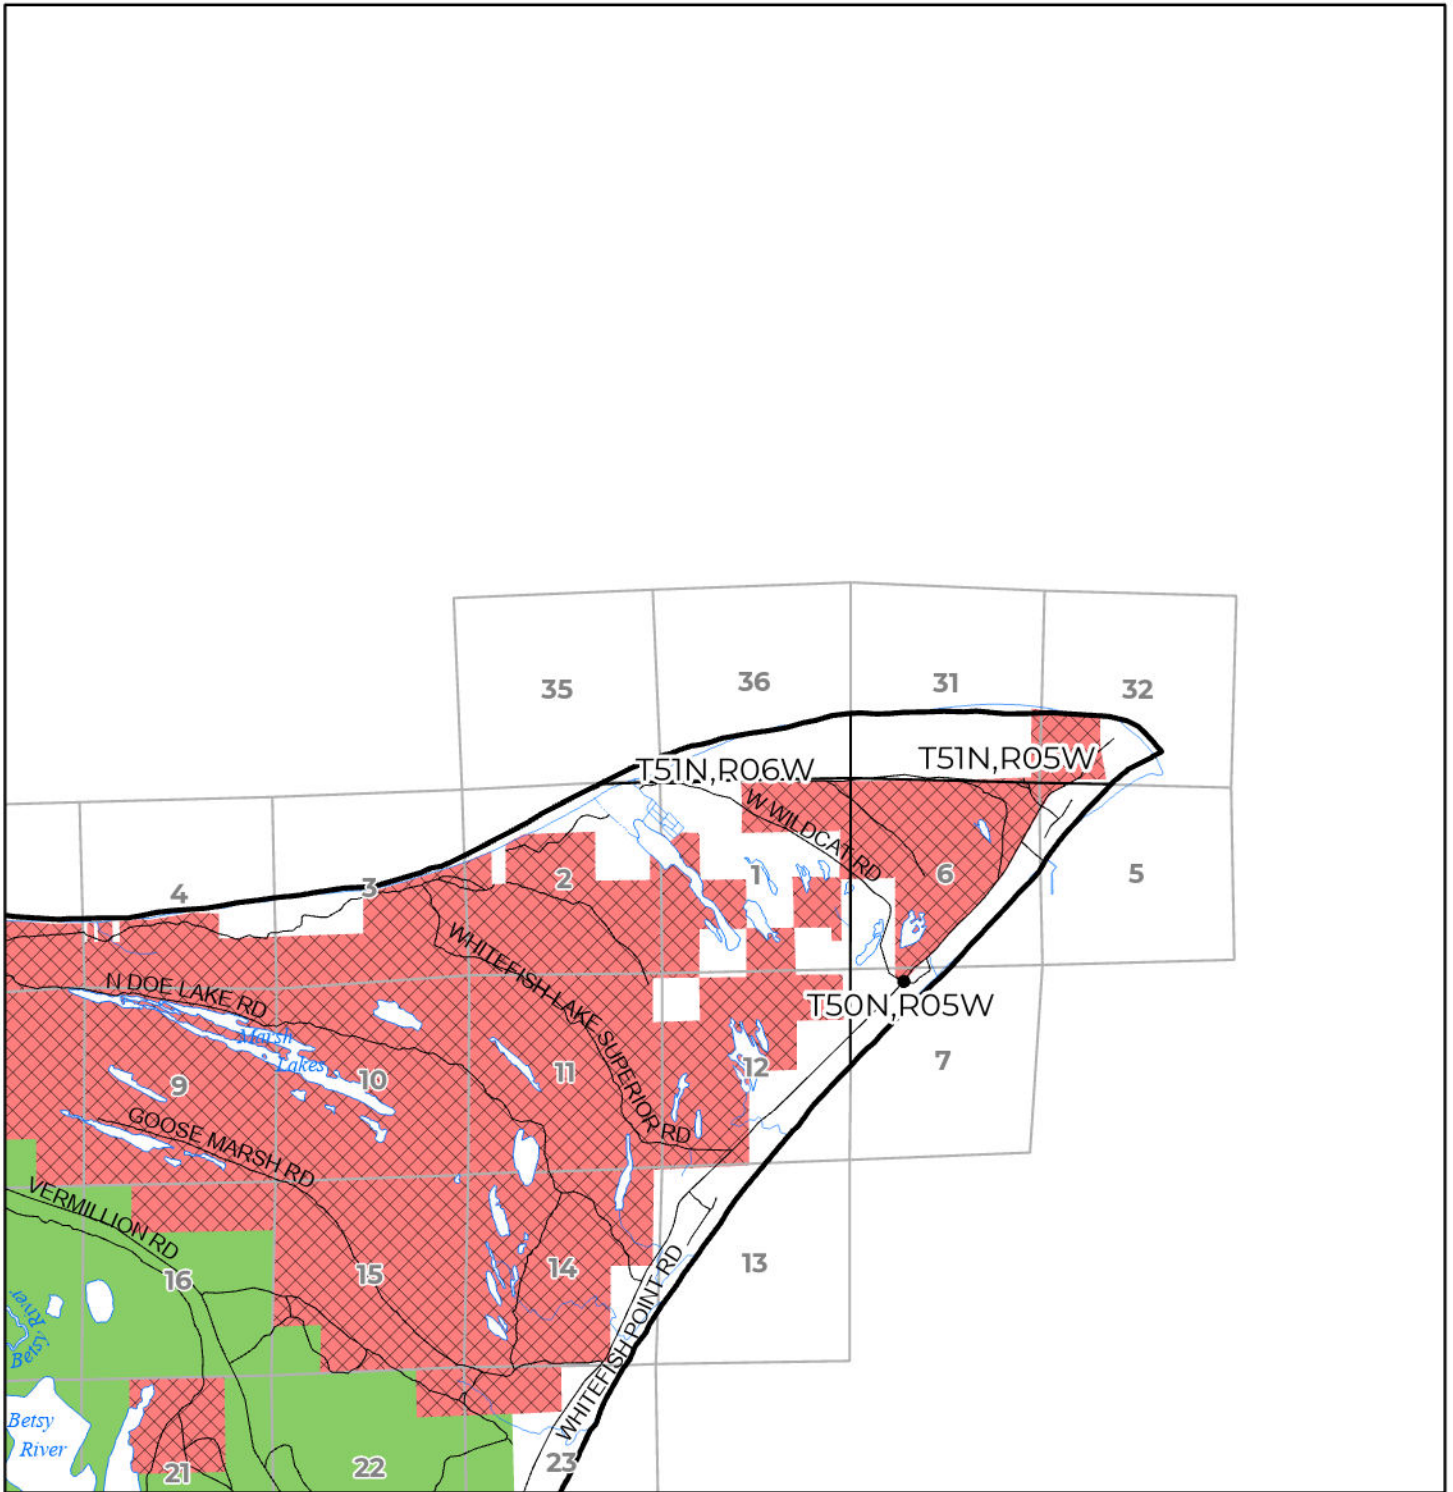 35
36
31
32
T51N,R06W
T51N,R05W
W WILDCAT RD
4
3
2
1
6
5
WHITEFISH LAKE SUPERIOR RD
N DOE LAKE RD
T50N,R05W
Marsh
Lakes
9
10
11
12
7
GOOSE MARSH RD
VERMILLION RD
16
15
14
13
WHITEFISH POINT RD
Betsy River
Betsy
River
21
22
23